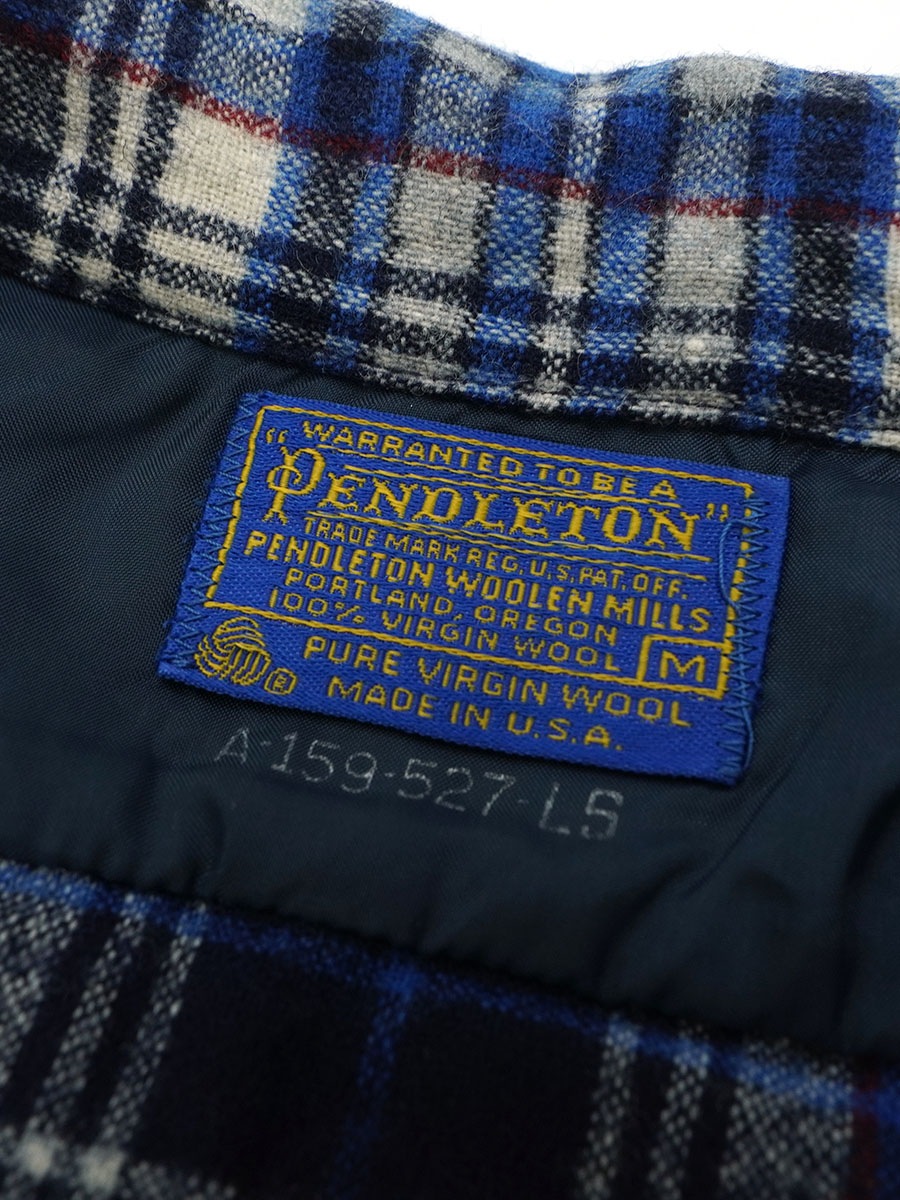 WARRANTED TO BE A
"PENDLETON"
TRADE MARK REG. U.S. PAT. OFF.
PENDLETON WOOLEN MILLS
PORTLAND, OREGON
100% VIRGIN WOOL
M
PURE VIRGIN WOOL
MADE IN U.S.A.
®
A-159-527-LS